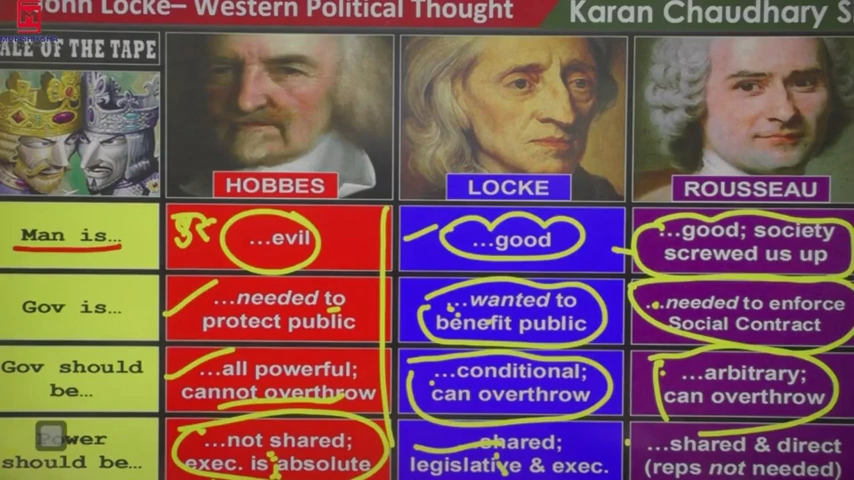 John Locke– Western Political Thought
Karan Chaudhary S
ALE OF THE TAPE
HOBBES
LOCKE
ROUSSEAU
Man is…
…evil
…good
…good; society
screwed us up
Gov is…
…needed to
protect public
…wanted to
benefit public
…needed to enforce
Social Contract
Gov should
be…
…all powerful;
cannot overthrow
…conditional;
can overthrow
…arbitrary;
can overthrow
Power
should be…
…not shared;
exec. is absolute
…shared;
legislative & exec.
…shared & direct
(reps not needed)